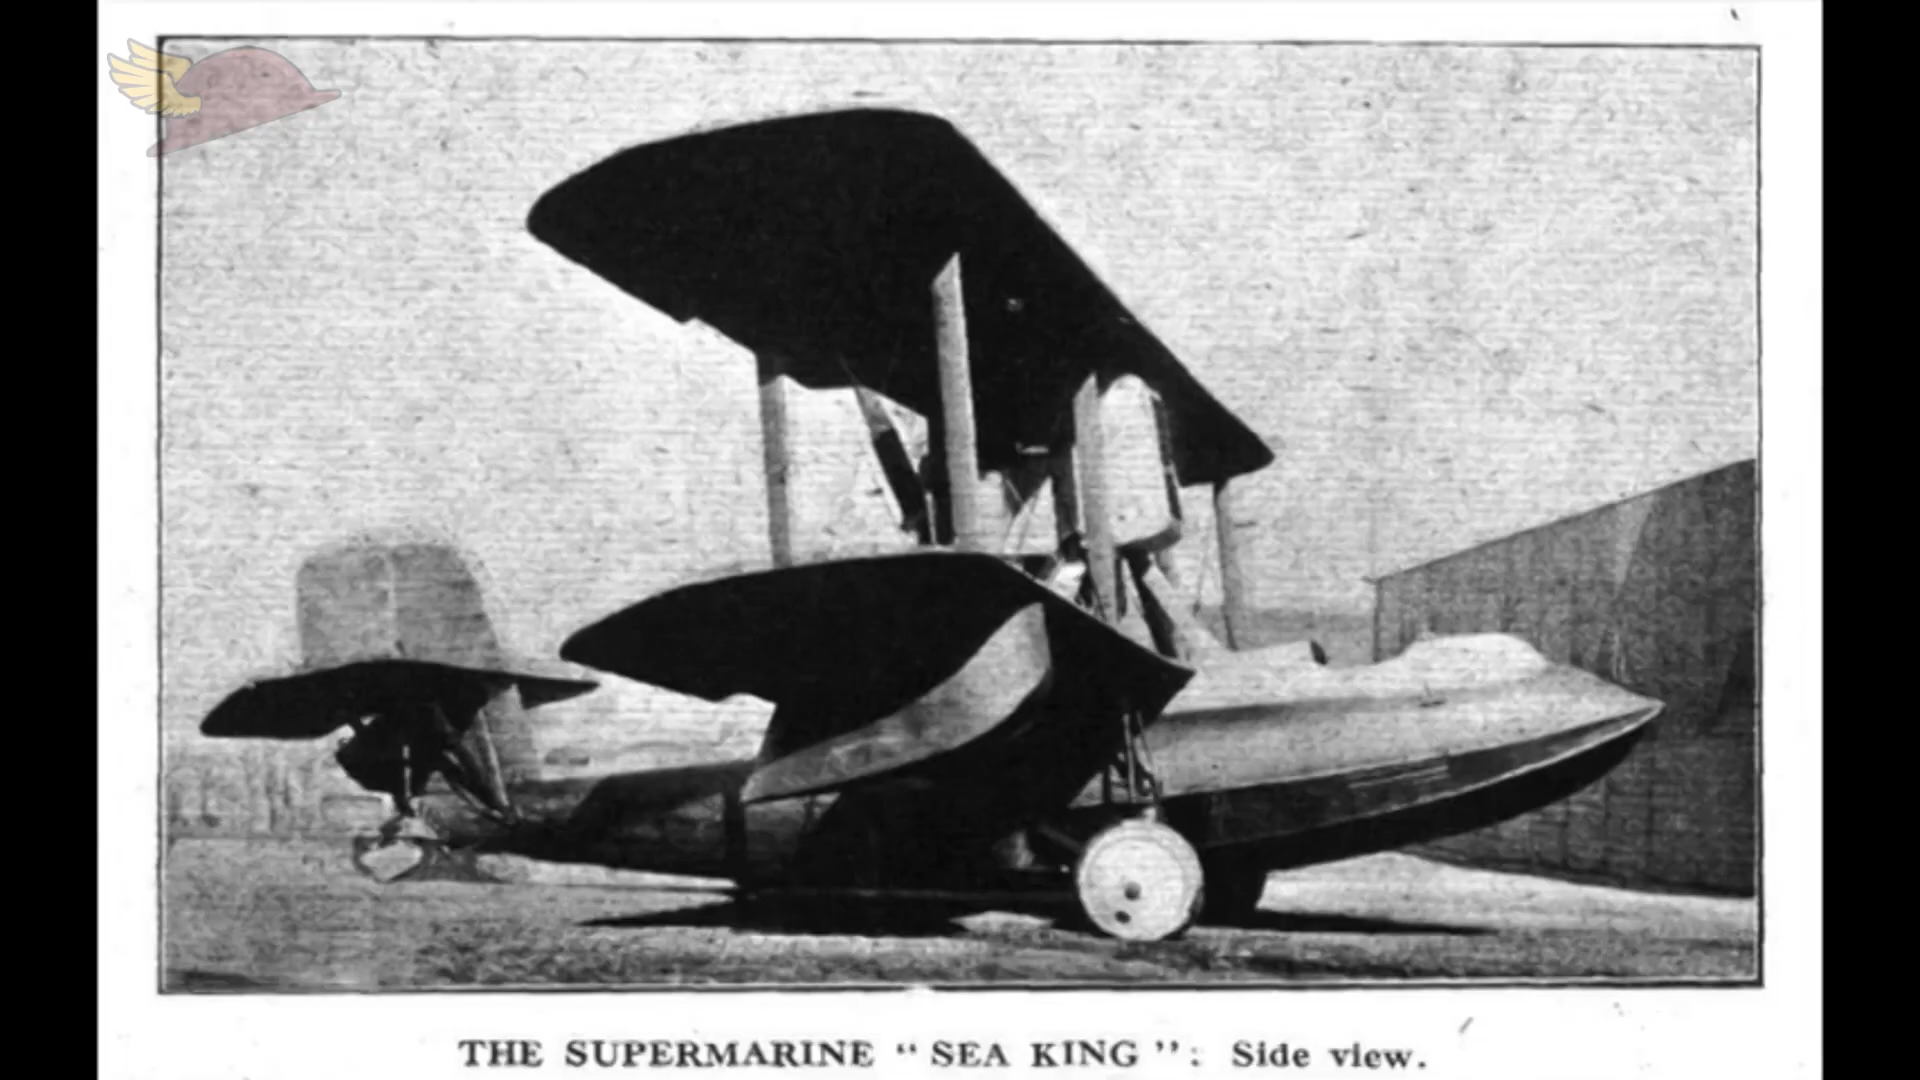 THE SUPERMARINE “ SEA KING ” : Side view.